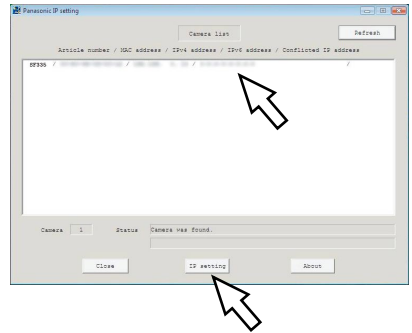 Panasonic IP setting
Camera list
Refresh
Article number / MAC address / IPv4 address / IPv6 address / Conflicted IP address
SF335 / / / /
Camera 1 Status Camera was found.
Close IP setting About